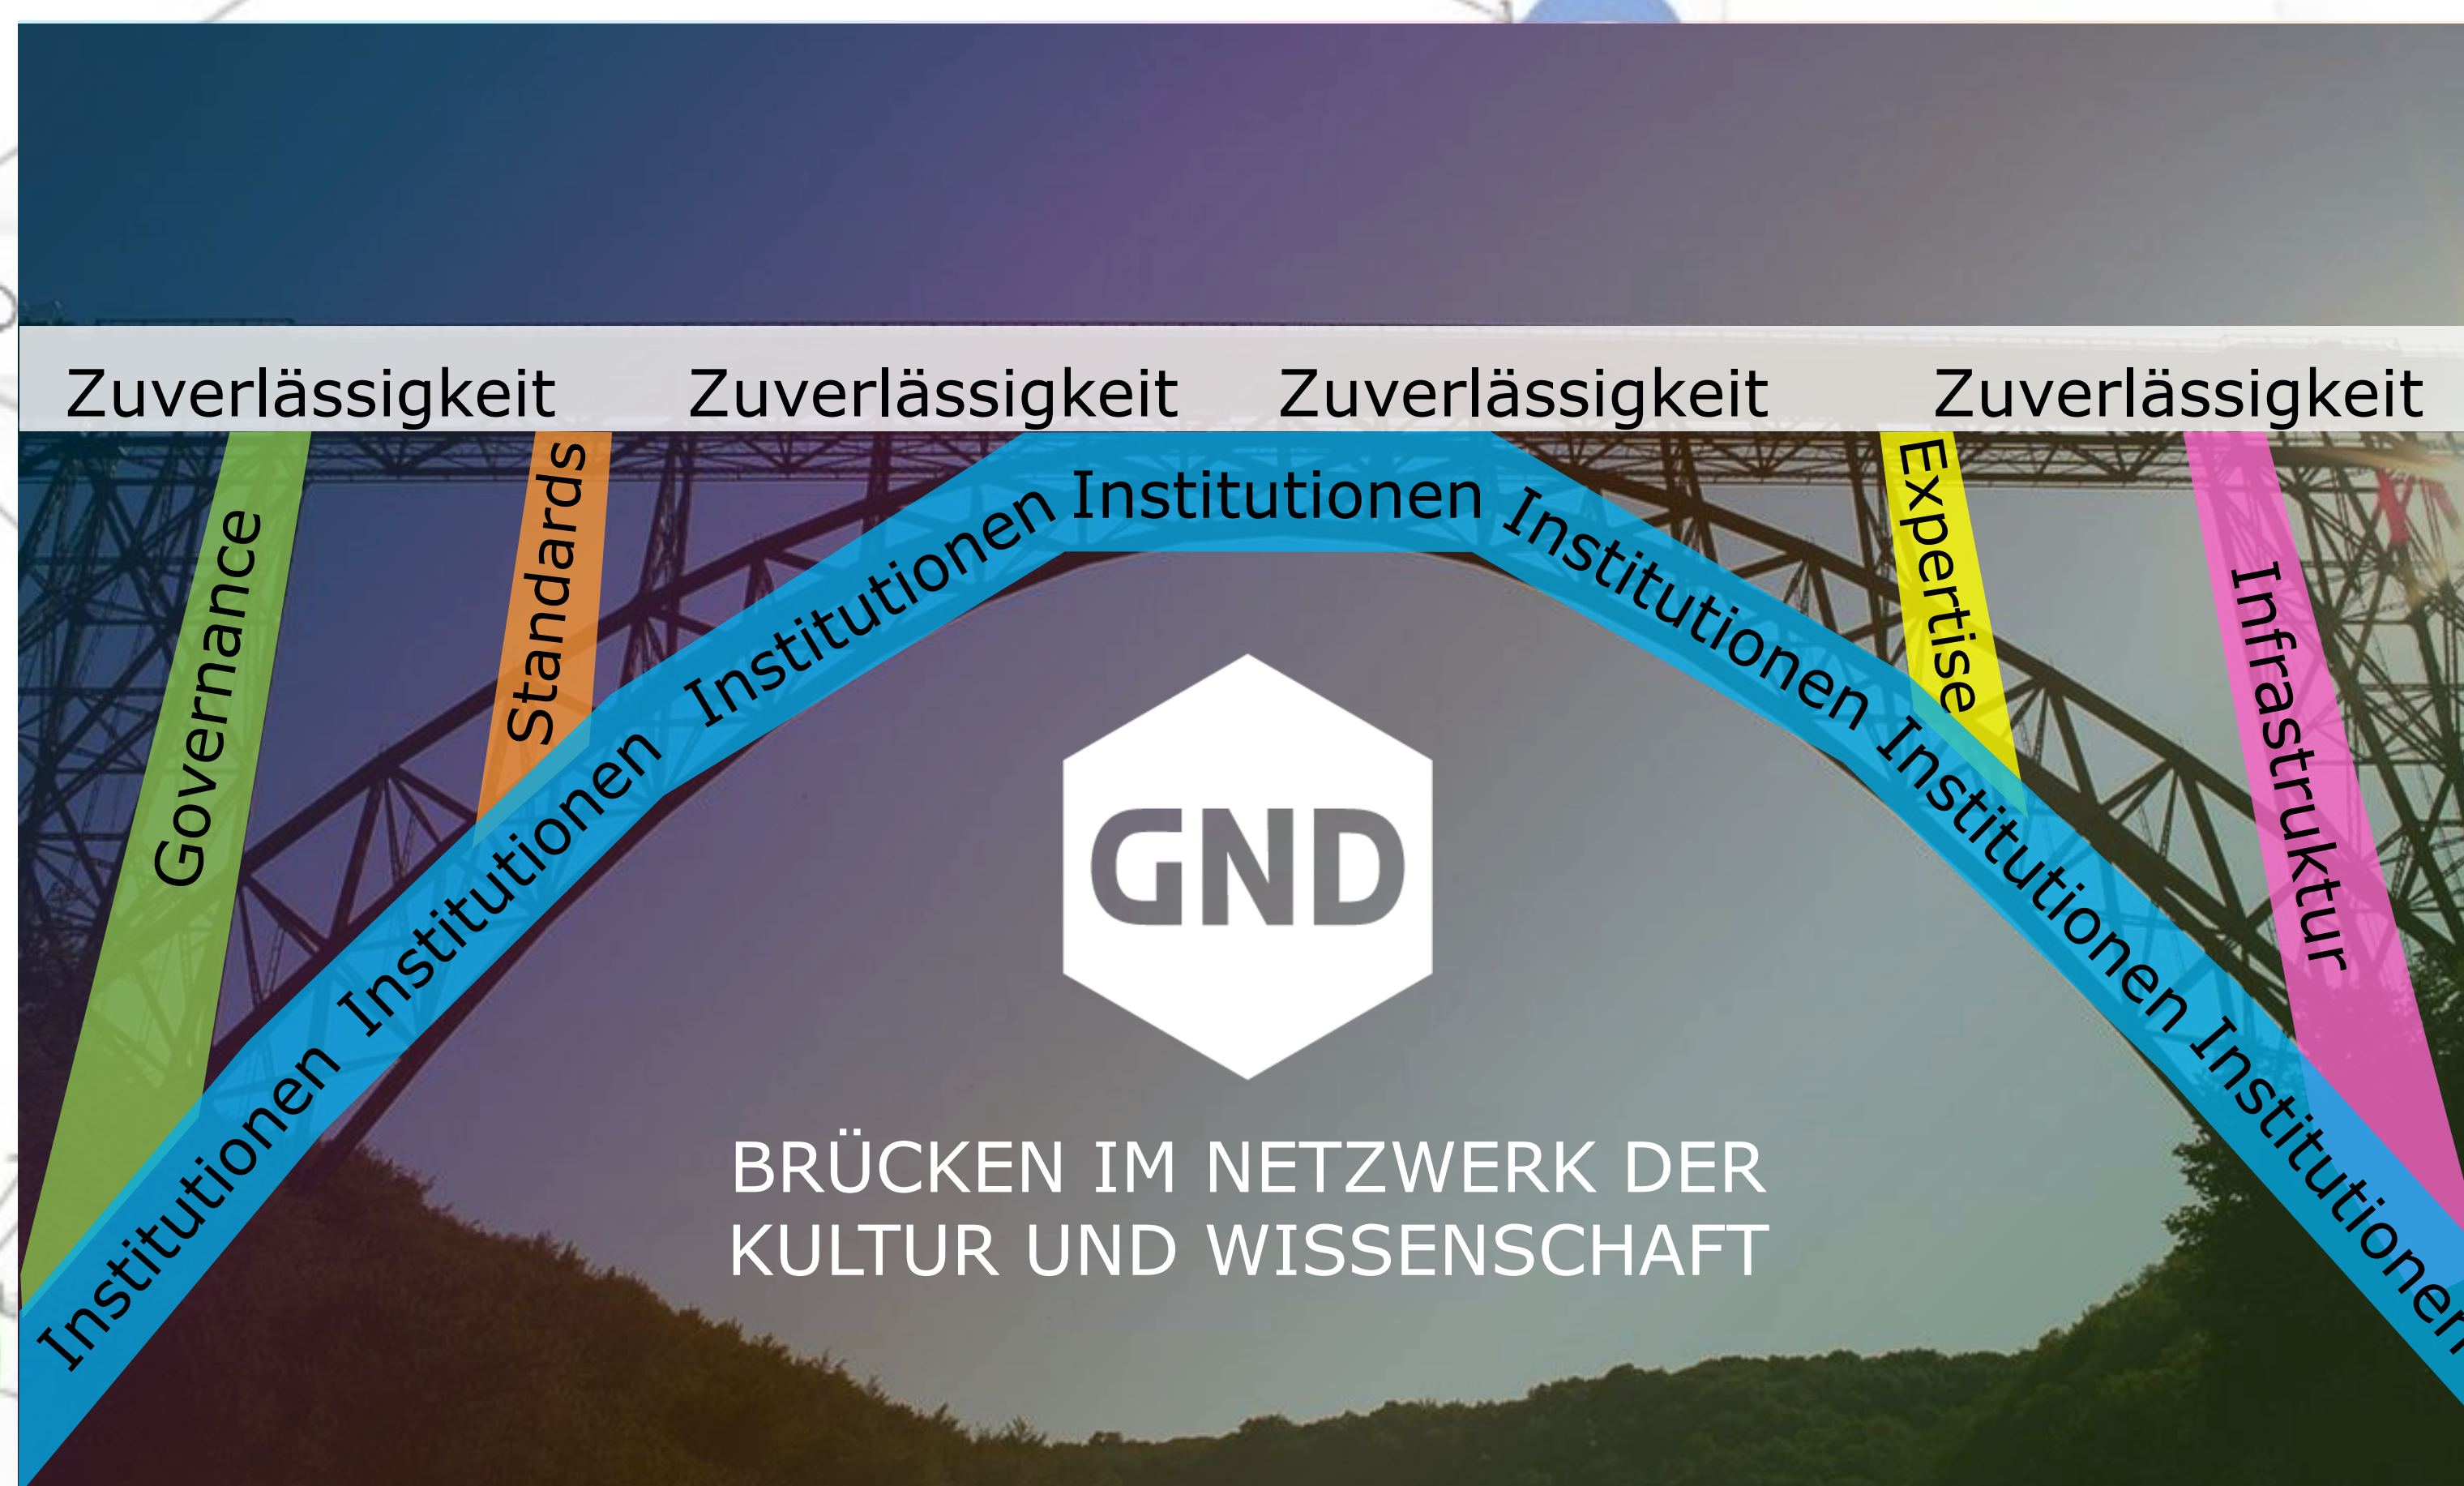 Zuverlässigkeit Zuverlässigkeit Zuverlässigkeit Zuverlässigkeit
Governance
Standards
Institutionen Institutionen Institutionen Institutionen Institutionen Institutionen Institutionen
Expertise
Infrastruktur
GND
BRÜCKEN IM NETZWERK DER
KULTUR UND WISSENSCHAFT